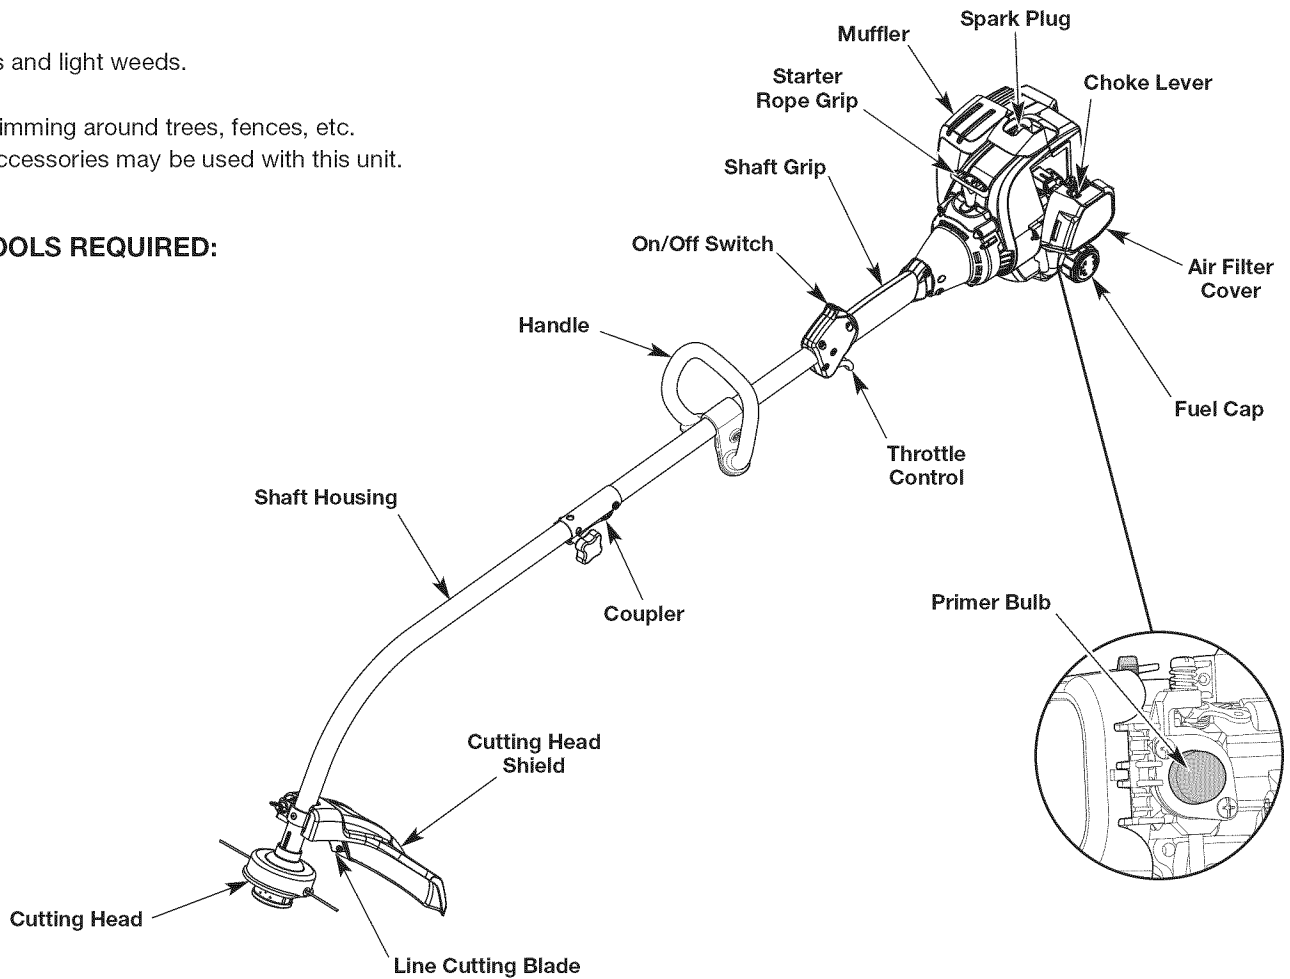 s and light weeds.
imming around trees, fences, etc.
ccessories may be used with this unit.
OOLS REQUIRED:
Spark Plug
Muffler
Starter
Rope Grip
Choke Lever
Shaft Grip
On/Off Switch
Air Filter
Cover
Handle
Fuel Cap
Throttle
Control
Shaft Housing
Coupler
Primer Bulb
Cutting Head
Shield
Cutting Head
Line Cutting Blade